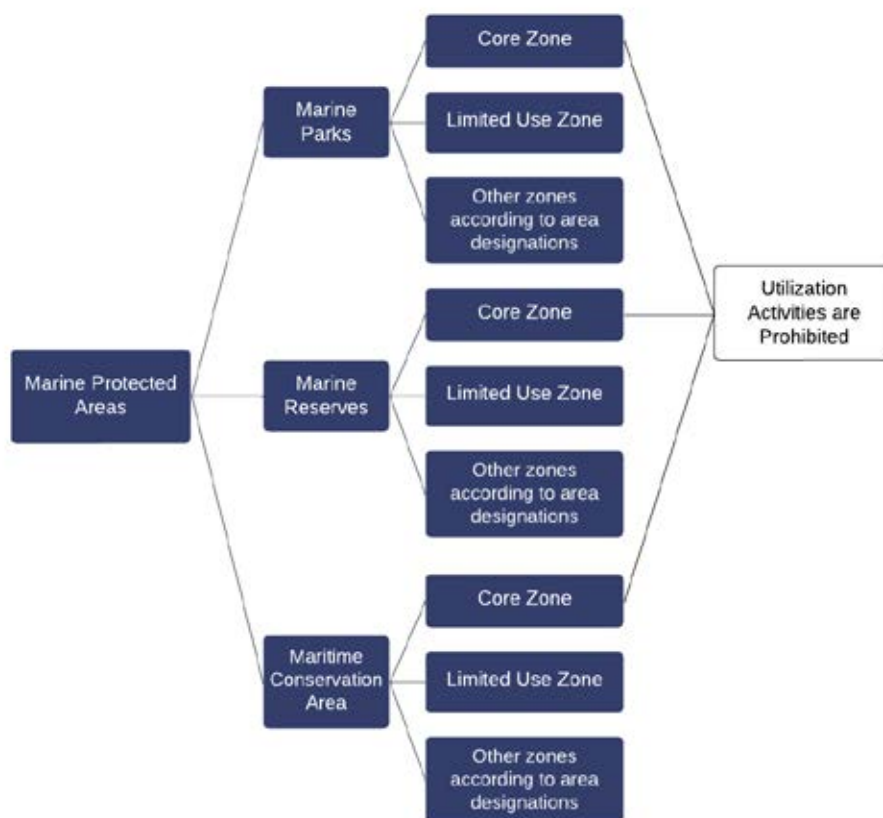 Marine Protected
Areas
Marine
Parks
Core Zone
Limited Use Zone
Other zones
according to area
designations
Marine
Reserves
Core Zone
Limited Use Zone
Other zones
according to area
designations
Maritime
Conservation
Area
Core Zone
Limited Use Zone
Other zones
according to area
designations
Utilization
Activities are
Prohibited